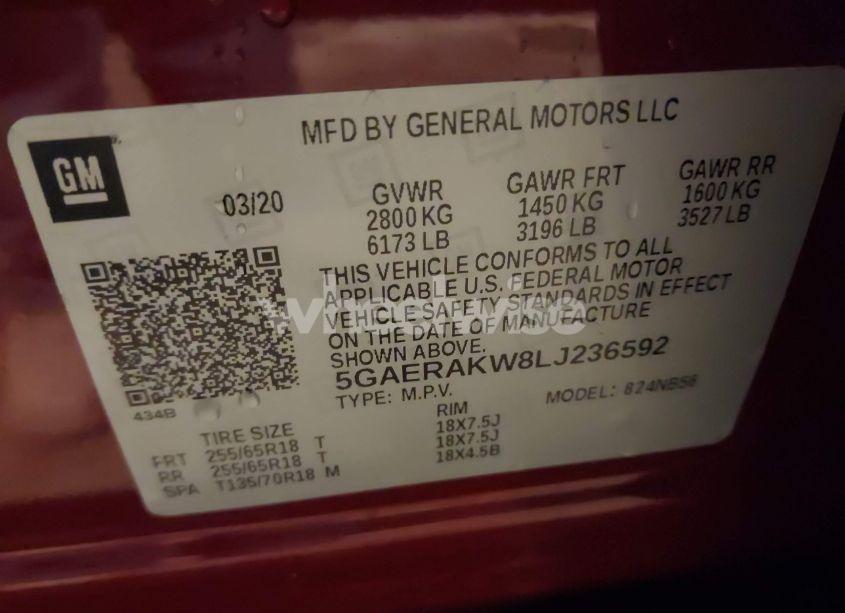 MFD BY GENERAL MOTORS LLC
GM
03/20
GVWR GAWR FRT GAWR RR
2800 KG 1450 KG 1600 KG
6173 LB 3196 LB 3527 LB
THIS VEHICLE CONFORMS TO ALL
APPLICABLE U.S. FEDERAL MOTOR
VEHICLE SAFETY STANDARDS IN EFFECT
ON THE DATE OF MANUFACTURE
SHOWN ABOVE.
5GAERAKW8LJ236592
TYPE: M.P.V. MODEL: 824NB56
434B
TIRE SIZE RIM
FRT 255/65R18 T 18X7.5J
RR 255/65R18 T 18X7.5J
SPA T135/70R18 M 18X4.5B